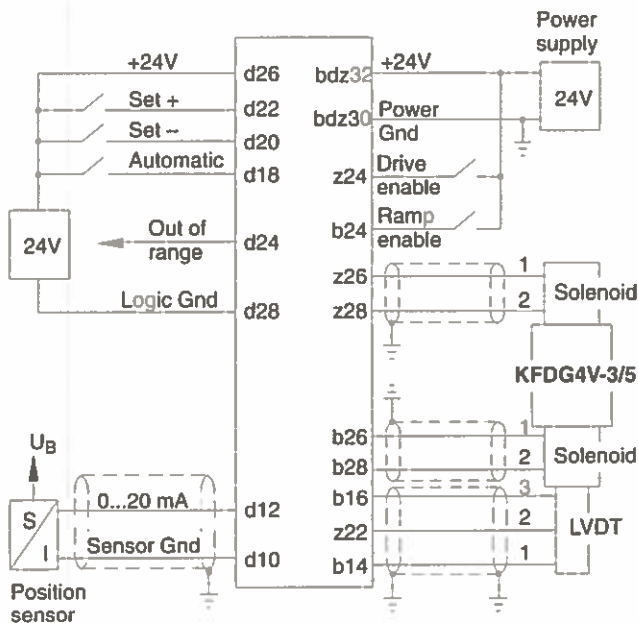 Power
supply
+24V d26 bdz32 +24V
24V
Set + d22
bdz30 Power
Gnd
Set – d20
Automatic d18
z24 Drive
enable
24V
Out of
range
d24
b24 Ramp
enable
z26 1 Solenoid
Logic Gnd d28
z28 2
KFDG4V-3/5
b26 1
UB
b28 2 Solenoid
b16 3
S
I
0...20 mA d12
z22 2 LVDT
Sensor Gnd d10
b14 1
Position
sensor